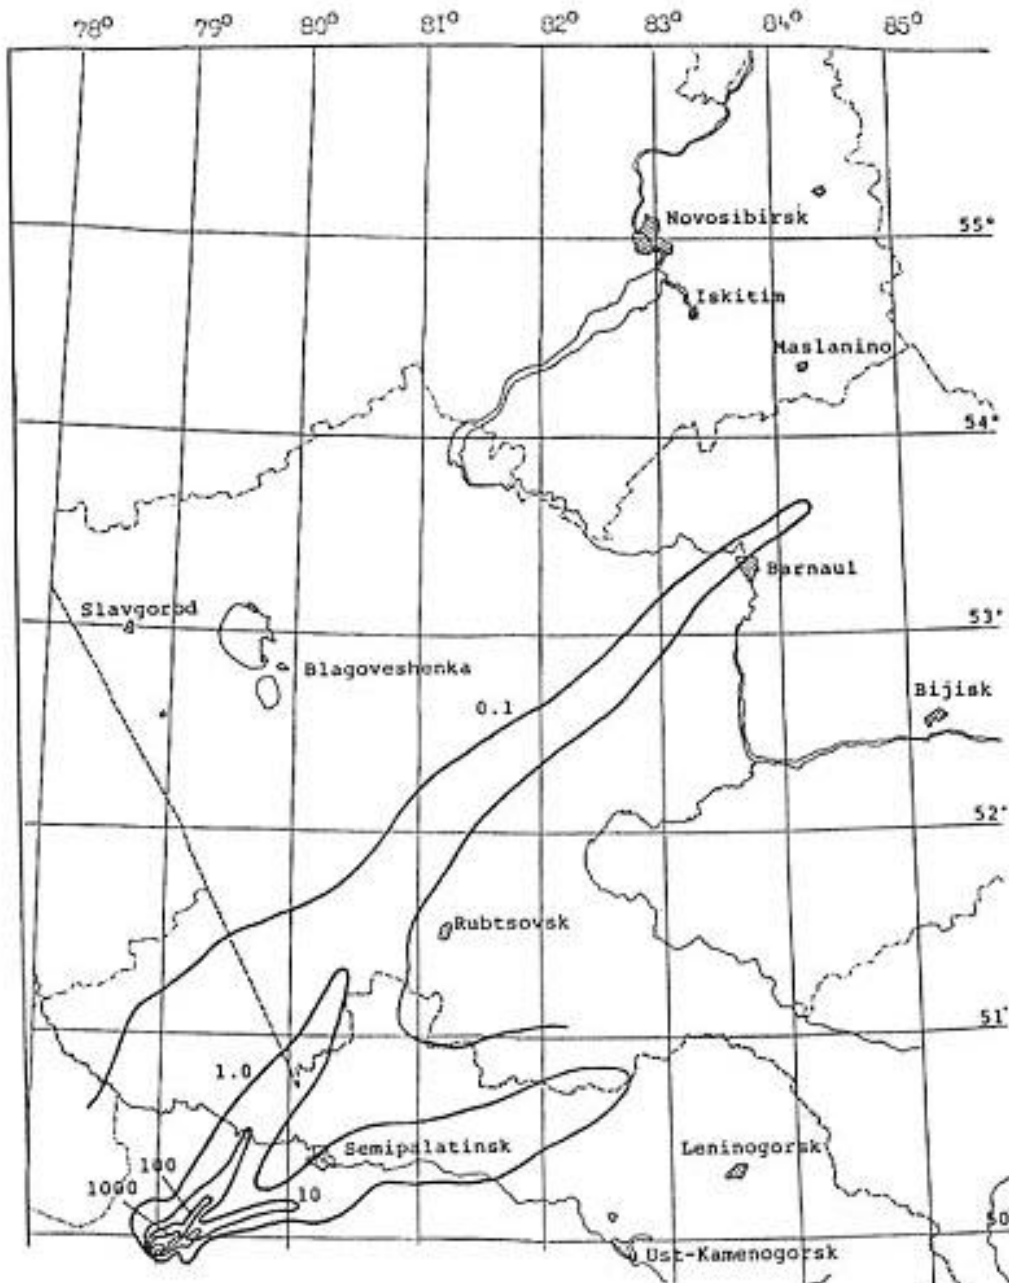 78° 79° 80° 81° 82° 83° 84° 85°
Novosibirsk
55°
Iskitim
Maslanino
54°
Barnaul
Slavgorod
53°
Blagoveshenka
Bijisk
0.1
52°
Rubtsovsk
51°
1.0
Semipalatinsk
Leninogorsk
100
1000
10
50
Ust-Kamenogorsk